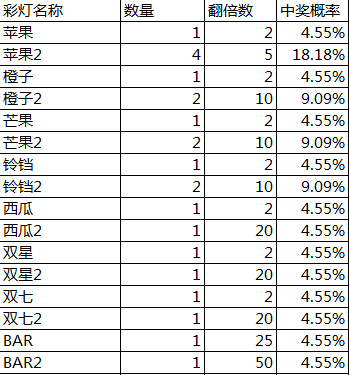 彩灯名称 数量 翻倍数 中奖概率
苹果 1 2 4.55%
苹果2 4 5 18.18%
橙子 1 2 4.55%
橙子2 2 10 9.09%
芒果 1 2 4.55%
芒果2 2 10 9.09%
铃铛 1 2 4.55%
铃铛2 2 10 9.09%
西瓜 1 2 4.55%
西瓜2 1 20 4.55%
双星 1 2 4.55%
双星2 1 20 4.55%
双七 1 2 4.55%
双七2 1 20 4.55%
BAR 1 25 4.55%
BAR2 1 50 4.55%